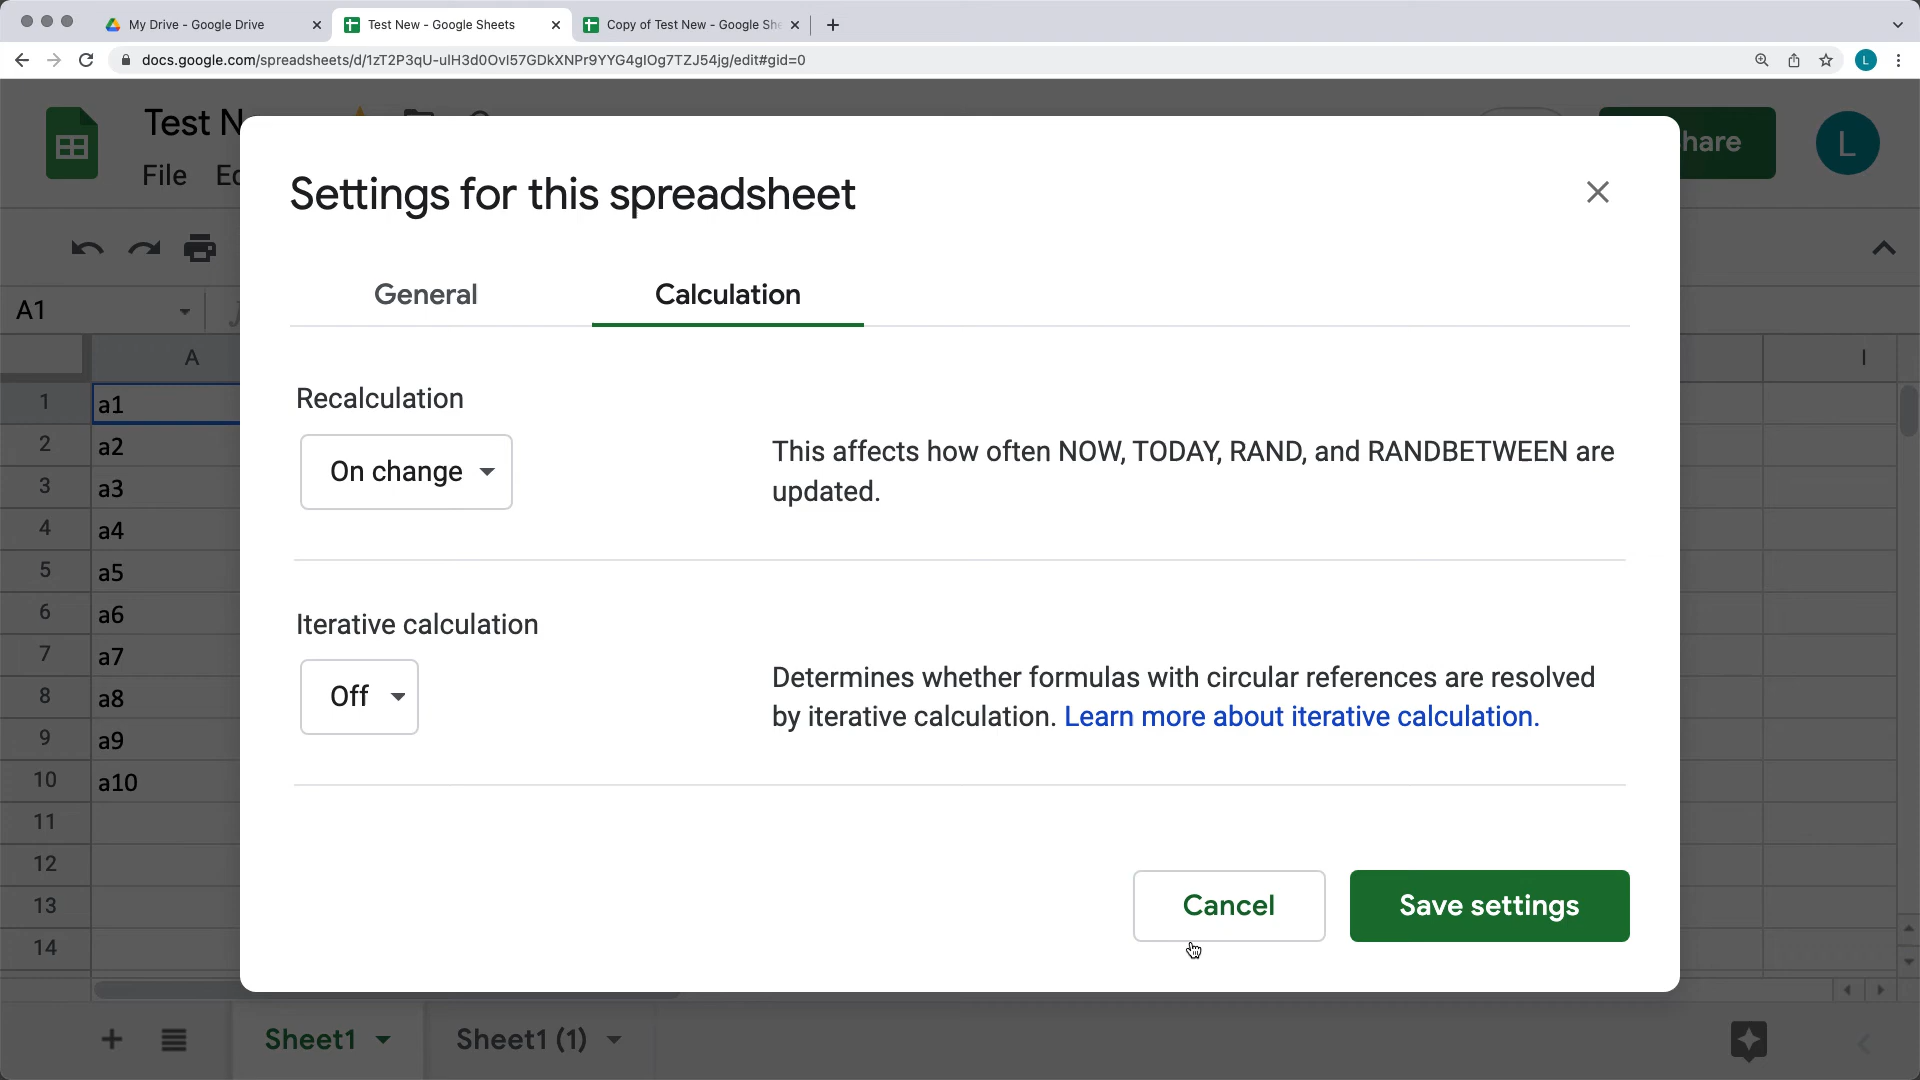 My Drive - Google Drive
Test New - Google Sheets
Copy of Test New - Google She
docs.google.com/spreadsheets/d/1zT2P3qU-ulH3d0OvI57GDkXNPr9YYG4gIOg7TZJ54jg/edit#gid=0
L
Test N
File Ed
hare
L
Settings for this spreadsheet
General
Calculation
A1
A
I
Recalculation
On change
This affects how often NOW, TODAY, RAND, and RANDBETWEEN are
updated.
Iterative calculation
Off
Determines whether formulas with circular references are resolved
by iterative calculation. Learn more about iterative calculation.
Cancel
Save settings
1 a1
2 a2
3 a3
4 a4
5 a5
6 a6
7 a7
8 a8
9 a9
10 a10
11
12
13
14
Sheet1
Sheet1 (1)